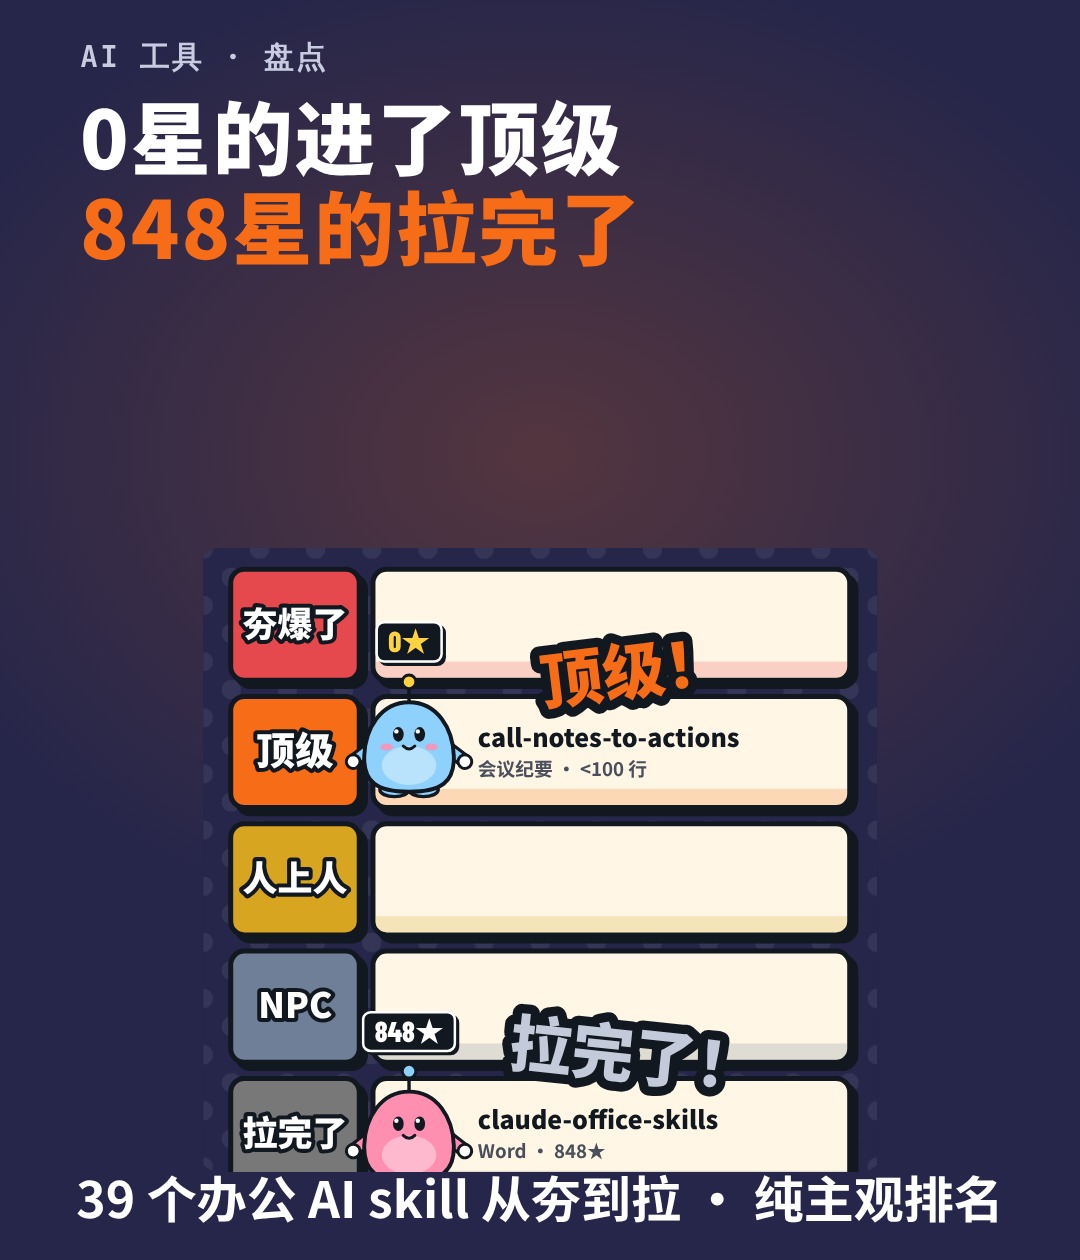 AI 工具 · 盘点
0星的进了顶级
848星的拉完了
夯爆了
0★
顶级!
顶级
call-notes-to-actions
会议纪要 · <100 行
人上人
NPC
848★
拉完了!
拉完了
claude-office-skills
Word · 848★
39 个办公 AI skill 从夯到拉 · 纯主观排名